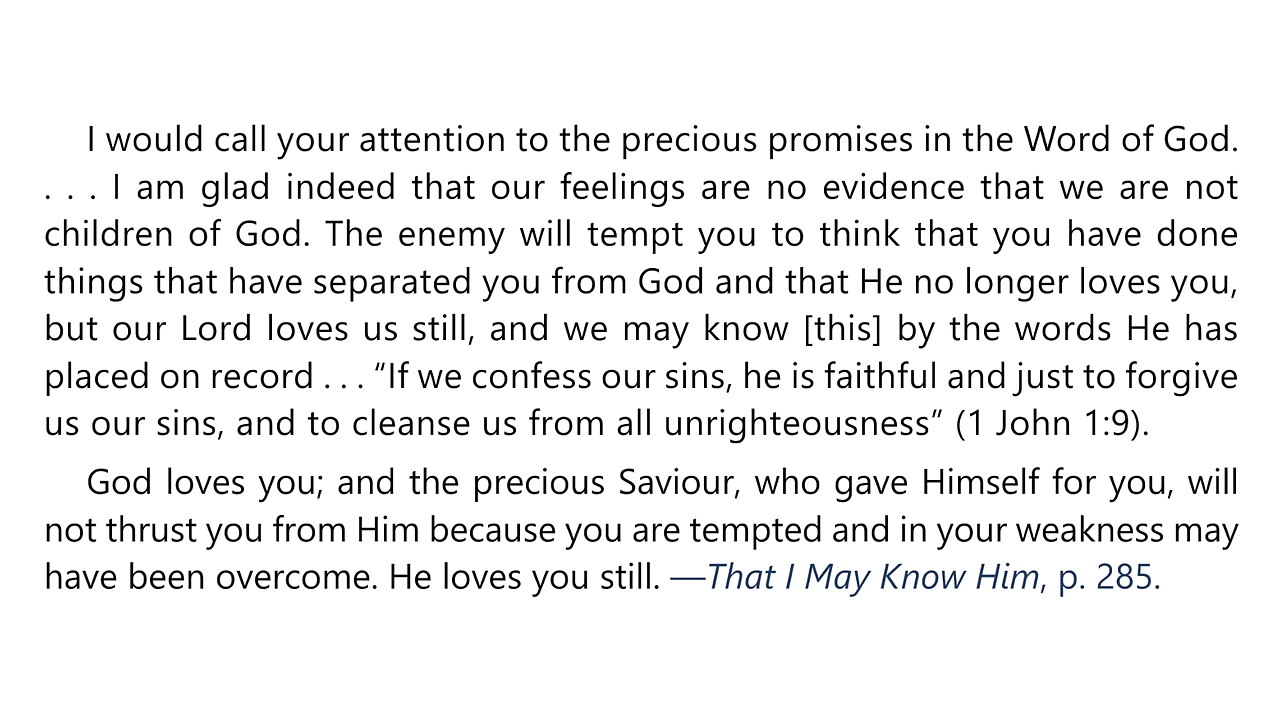 I would call your attention to the precious promises in the Word of God.
. . . I am glad indeed that our feelings are no evidence that we are not
children of God. The enemy will tempt you to think that you have done
things that have separated you from God and that He no longer loves you,
but our Lord loves us still, and we may know [this] by the words He has
placed on record . . . “If we confess our sins, he is faithful and just to forgive
us our sins, and to cleanse us from all unrighteousness” (1 John 1:9).
God loves you; and the precious Saviour, who gave Himself for you, will
not thrust you from Him because you are tempted and in your weakness may
have been overcome. He loves you still. —That I May Know Him, p. 285.